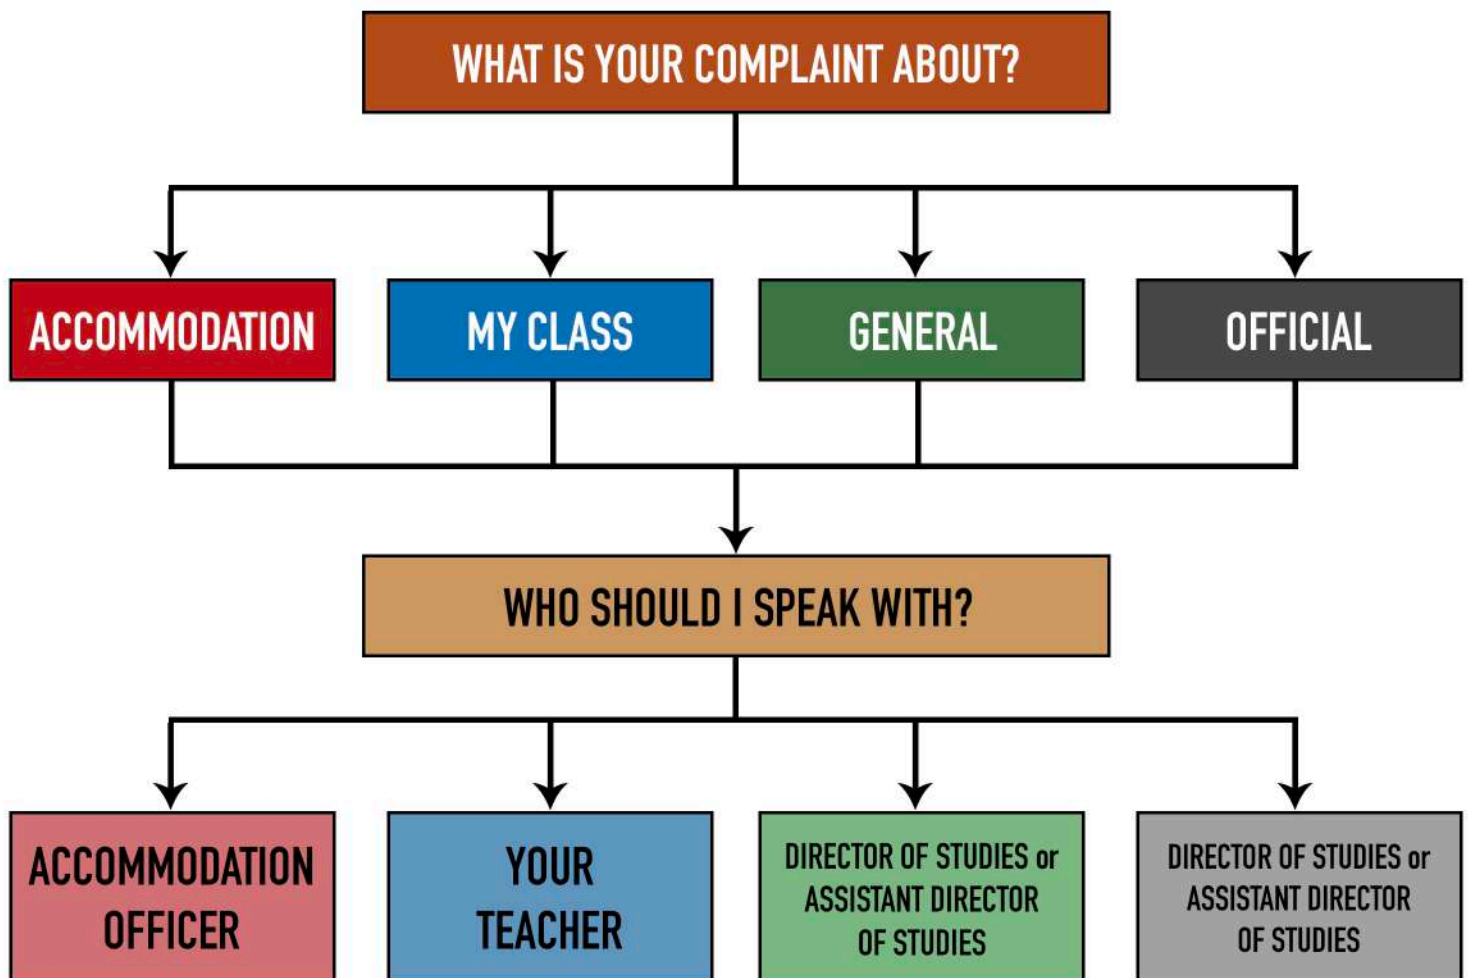 WHAT IS YOUR COMPLAINT ABOUT?
ACCOMMODATION
MY CLASS
GENERAL
OFFICIAL
WHO SHOULD I SPEAK WITH?
ACCOMMODATION
OFFICER
YOUR
TEACHER
DIRECTOR OF STUDIES or
ASSISTANT DIRECTOR
OF STUDIES
DIRECTOR OF STUDIES or
ASSISTANT DIRECTOR
OF STUDIES